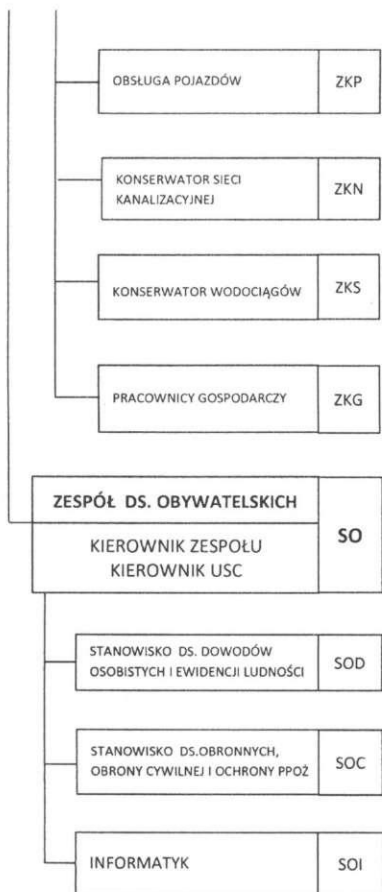 OBSŁUGA POJAZDÓW ZKP
KONSERWATOR SIECI
KANALIZACYJNEJ ZKN
KONSERWATOR WODOCIĄGÓW ZKS
PRACOWNICY GOSPODARCZY ZKG
ZESPÓŁ DS. OBYWATELSKICH
SO
KIEROWNIK ZESPOŁU
KIEROWNIK USC
STANOWISKO DS. DOWODÓW
OSOBISTYCH I EWIDENCJI LUDNOŚCI SOD
STANOWISKO DS.OBRONNYCH,
OBRONY CYWILNEJ I OCHRONY PPOŻ SOC
INFORMATYK SOI